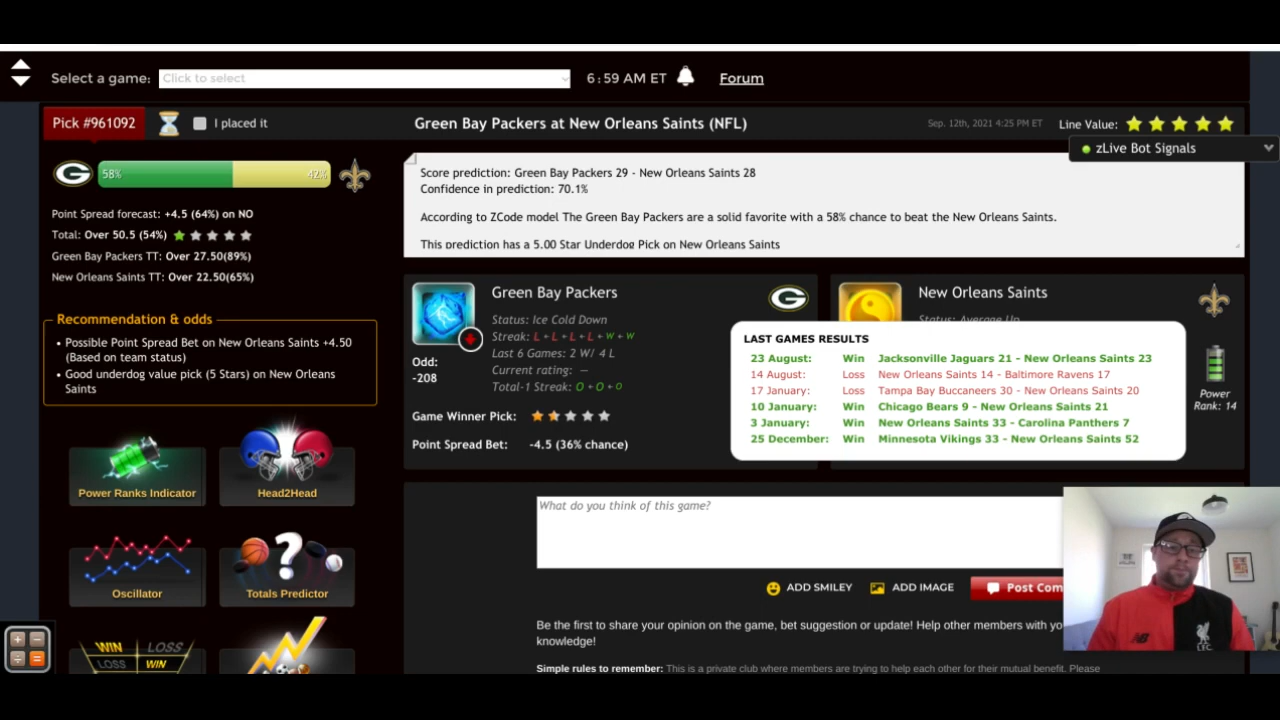 Select a game: Click to select 6:59 AM ET Forum
Pick #961092 I placed it Green Bay Packers at New Orleans Saints (NFL) Sep. 12th, 2021 4:25 PM ET Line Value:
zLive Bot Signals
58% 42%
Point Spread forecast: +4.5 (64%) on NO
Total: Over 50.5 (54%)
Green Bay Packers TT: Over 27.50(89%)
New Orleans Saints TT: Over 22.50(65%)
Score prediction: Green Bay Packers 29 - New Orleans Saints 28
Confidence in prediction: 70.1%
According to ZCode model The Green Bay Packers are a solid favorite with a 58% chance to beat the New Orleans Saints.
This prediction has a 5.00 Star Underdog Pick on New Orleans Saints
Recommendation & odds
• Possible Point Spread Bet on New Orleans Saints +4.50
(Based on team status)
• Good underdog value pick (5 Stars) on New Orleans
Saints
Green Bay Packers
Status: Ice Cold Down
Streak: L + L + L + L + W + W
Last 6 Games: 2 W/ 4 L
Current rating: —
Total-1 Streak: O + O + O
Odd:
-208
Game Winner Pick:
Point Spread Bet: -4.5 (36% chance)
New Orleans Saints
Status: Average Up
Power
Rank: 14
LAST GAMES RESULTS
23 August: Win Jacksonville Jaguars 21 - New Orleans Saints 23
14 August: Loss New Orleans Saints 14 - Baltimore Ravens 17
17 January: Loss Tampa Bay Buccaneers 30 - New Orleans Saints 20
10 January: Win Chicago Bears 9 - New Orleans Saints 21
3 January: Win New Orleans Saints 33 - Carolina Panthers 7
25 December: Win Minnesota Vikings 33 - New Orleans Saints 52
Power Ranks Indicator
Head2Head
Oscillator
Totals Predictor
WIN LOSS
LOSS WIN
What do you think of this game?
ADD SMILEY ADD IMAGE Post Com
Be the first to share your opinion on the game, bet suggestion or update! Help other members with yo
knowledge!
Simple rules to remember: This is a private club where members are trying to help each other for their mutual benefit. Please
NB
LFC